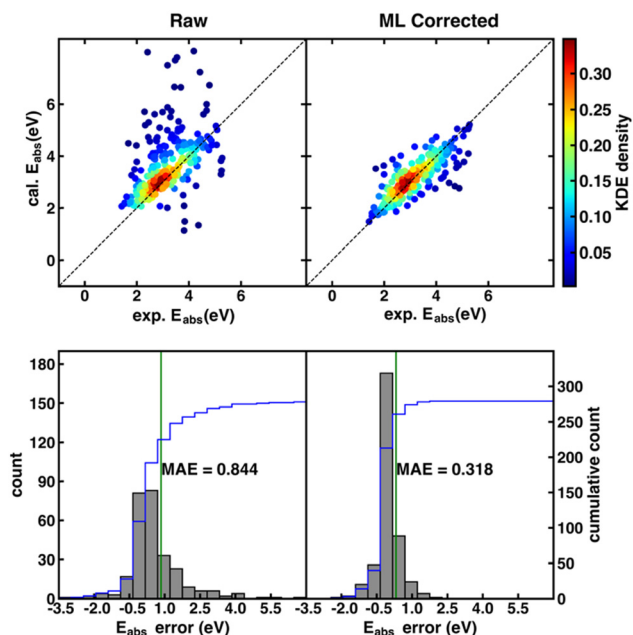 Raw
ML Corrected
cal. E_abs(eV)
6
4
2
0
0 2 4 6
0 2 4 6
exp. E_abs(eV)
exp. E_abs(eV)
0.30
0.25
0.20
0.15
0.10
0.05
KDE density
count
180
150
120
90
60
30
0
MAE = 0.844
MAE = 0.318
300
250
200
150
100
50
0
cumulative count
-3.5 -2.0 -0.5 1.0 2.5 4.0 5.5
-3.5 -2.0 -0.5 1.0 2.5 4.0 5.5
E_abs error (eV)
E_abs error (eV)